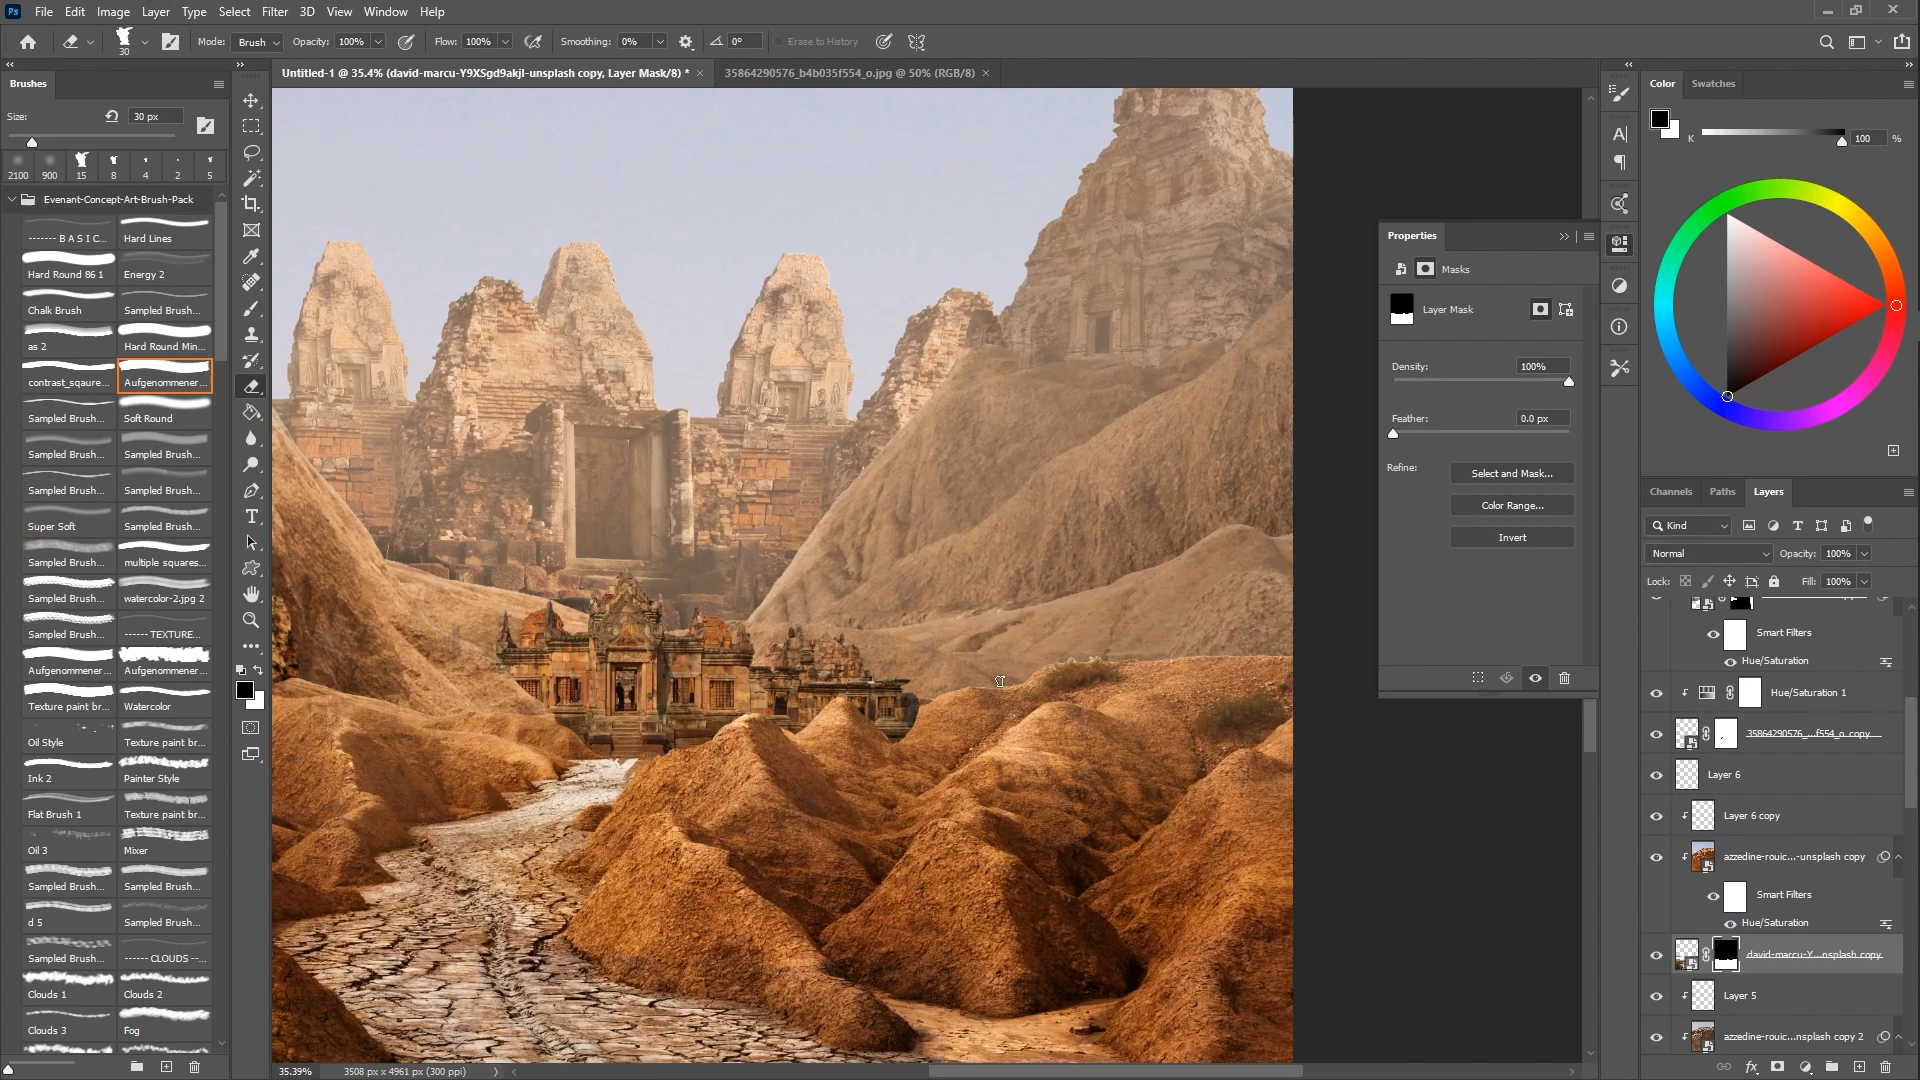 Ps File Edit Image Layer Type Select Filter 3D View Window Help
30 Mode: Brush Opacity: 100% Flow: 100% Smoothing: 0% 0° Erase to History
Brushes
Size: 30 px
2100 900 15 8 4 2 5
Evenant-Concept-Art-Brush-Pack
------- B A S I C... Hard Lines
Hard Round 86 1 Energy 2
Chalk Brush Sampled Brush...
as 2 Hard Round Min...
contrast_sqaure... Aufgenommener...
Sampled Brush... Soft Round
Sampled Brush... Sampled Brush...
Sampled Brush... Sampled Brush...
Super Soft Sampled Brush...
Sampled Brush... multiple squares...
Sampled Brush... watercolor-2.jpg 2
Sampled Brush... ------ TEXTURE...
Aufgenommener... Aufgenommener...
Texture paint br... Watercolor
Oil Style Texture paint br...
Ink 2 Painter Style
Flat Brush 1 Texture paint br...
Oil 3 Mixer
Sampled Brush... Sampled Brush...
d 5 Sampled Brush...
Sampled Brush... ------ CLOUDS --...
Clouds 1 Clouds 2
Clouds 3 Fog
Untitled-1 @ 35.4% (david-marcu-Y9XSgd9akjI-unsplash copy, Layer Mask/8) * ×
35864290576_b4b035f554_o.jpg @ 50% (RGB/8) ×
35.39% 3508 px x 4961 px (300 ppi)
Properties
Masks
Layer Mask
Density: 100%
Feather: 0.0 px
Refine: Select and Mask...
Color Range...
Invert
Color Swatches
K 100 %
Channels Paths Layers
Kind
Normal Opacity: 100%
Lock: Fill: 100%
Smart Filters
Hue/Saturation
Hue/Saturation 1
35864290576_...f554_o copy
Layer 6
Layer 6 copy
azzedine-rouic...-unsplash copy
Smart Filters
Hue/Saturation
david-marcu-Y...nsplash copy
Layer 5
azzedine-rouic...nsplash copy 2